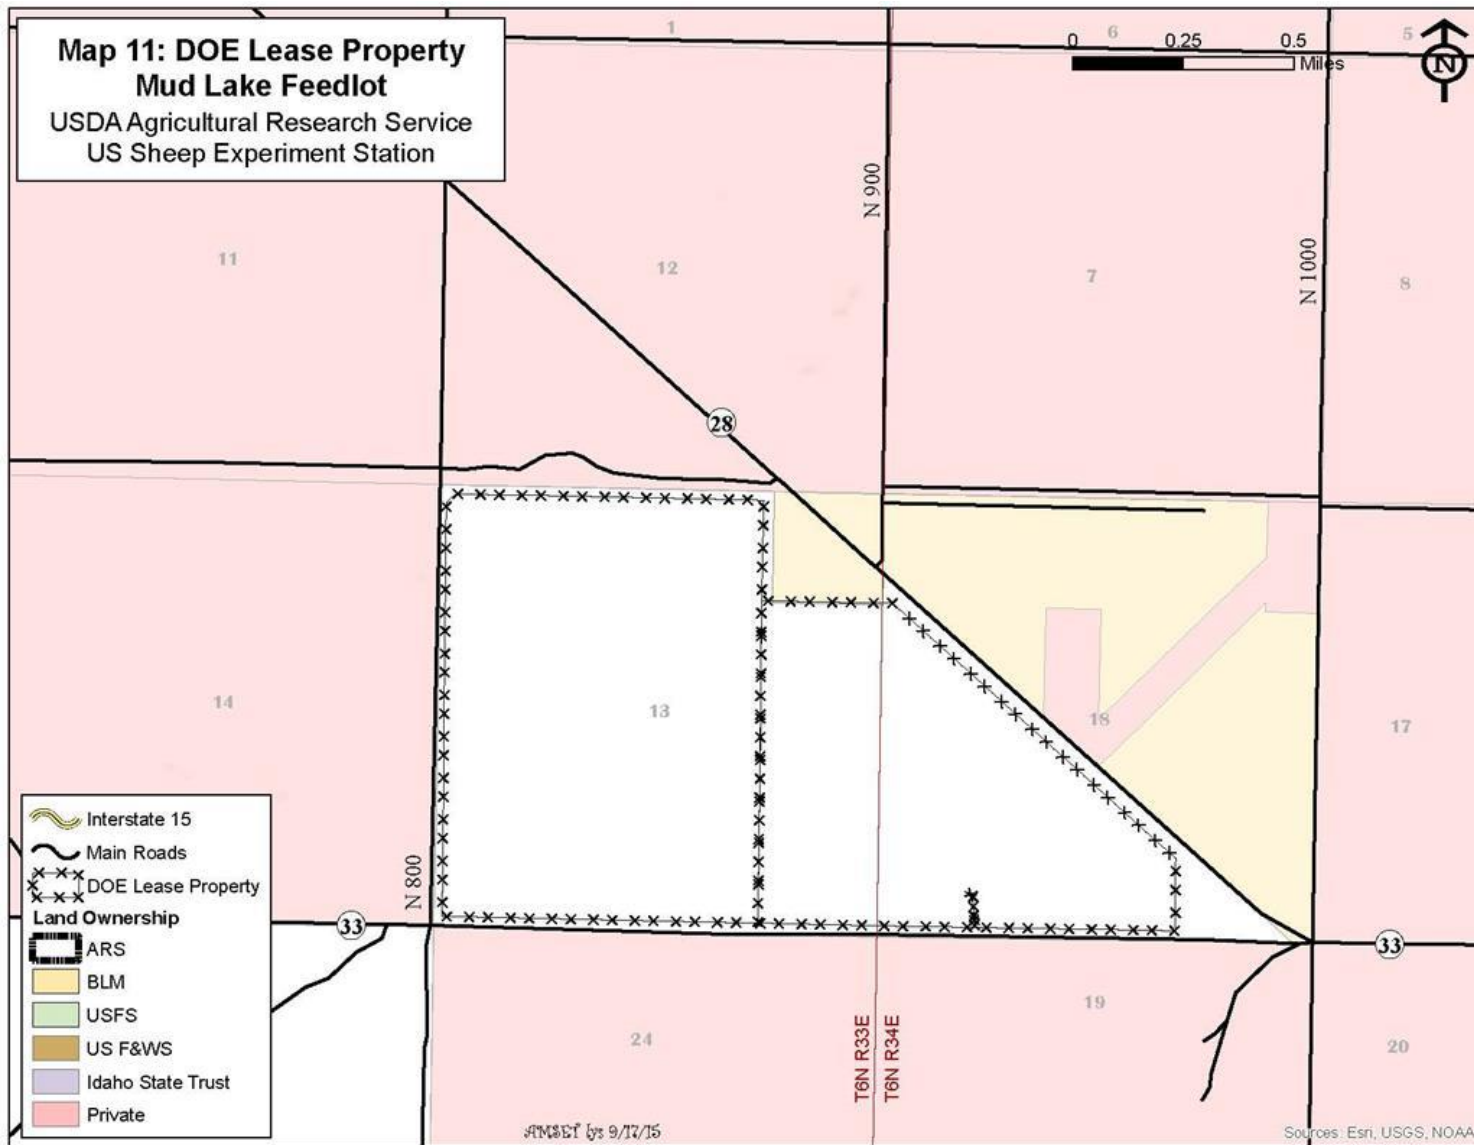 Map 11: DOE Lease Property
Mud Lake Feedlot
USDA Agricultural Research Service
US Sheep Experiment Station
1
6
5
0 0.25 0.5
Miles
N
N 900
N 1000
11
12
7
8
28
14
13
18
17
N 800
33
33
Interstate 15
Main Roads
DOE Lease Property
Land Ownership
ARS
BLM
USFS
US F&WS
Idaho State Trust
Private
24
19
20
T6N R33E
T6N R34E
9/17/15
Sources: Esri, USGS, NOAA